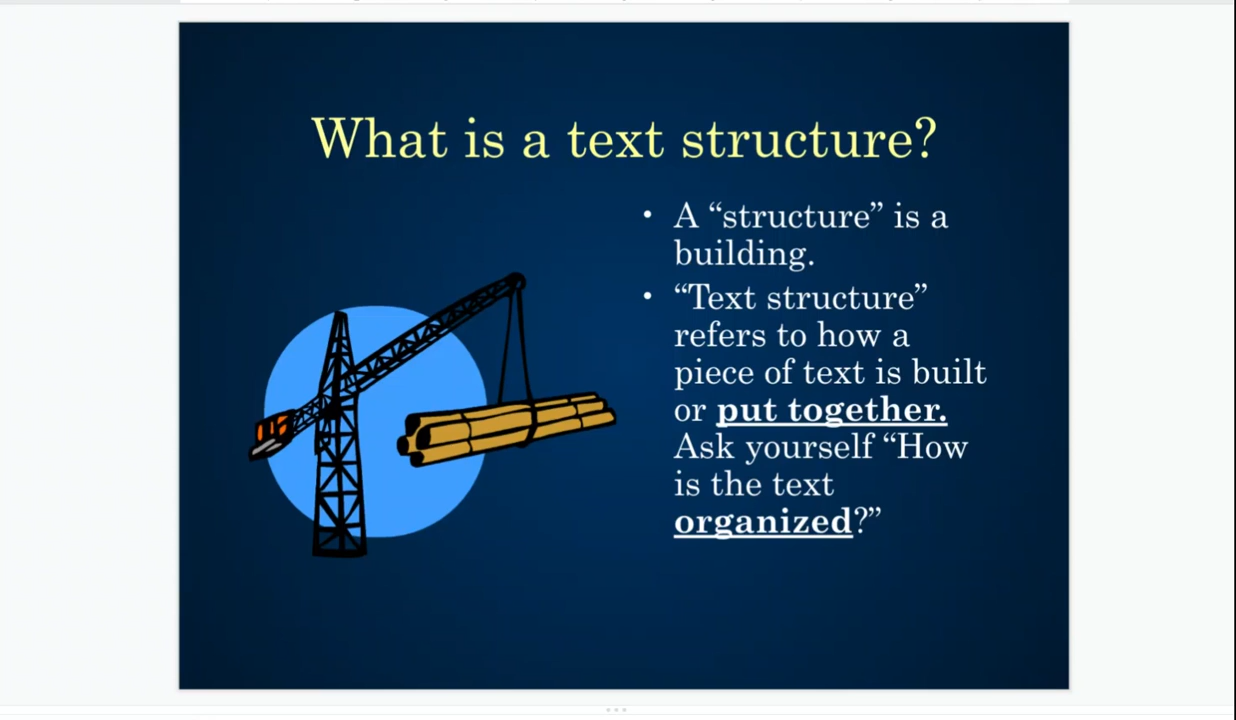 What is a text structure?
• A “structure” is a
building.
• “Text structure”
refers to how a
piece of text is built
or put together.
Ask yourself “How
is the text
organized?”